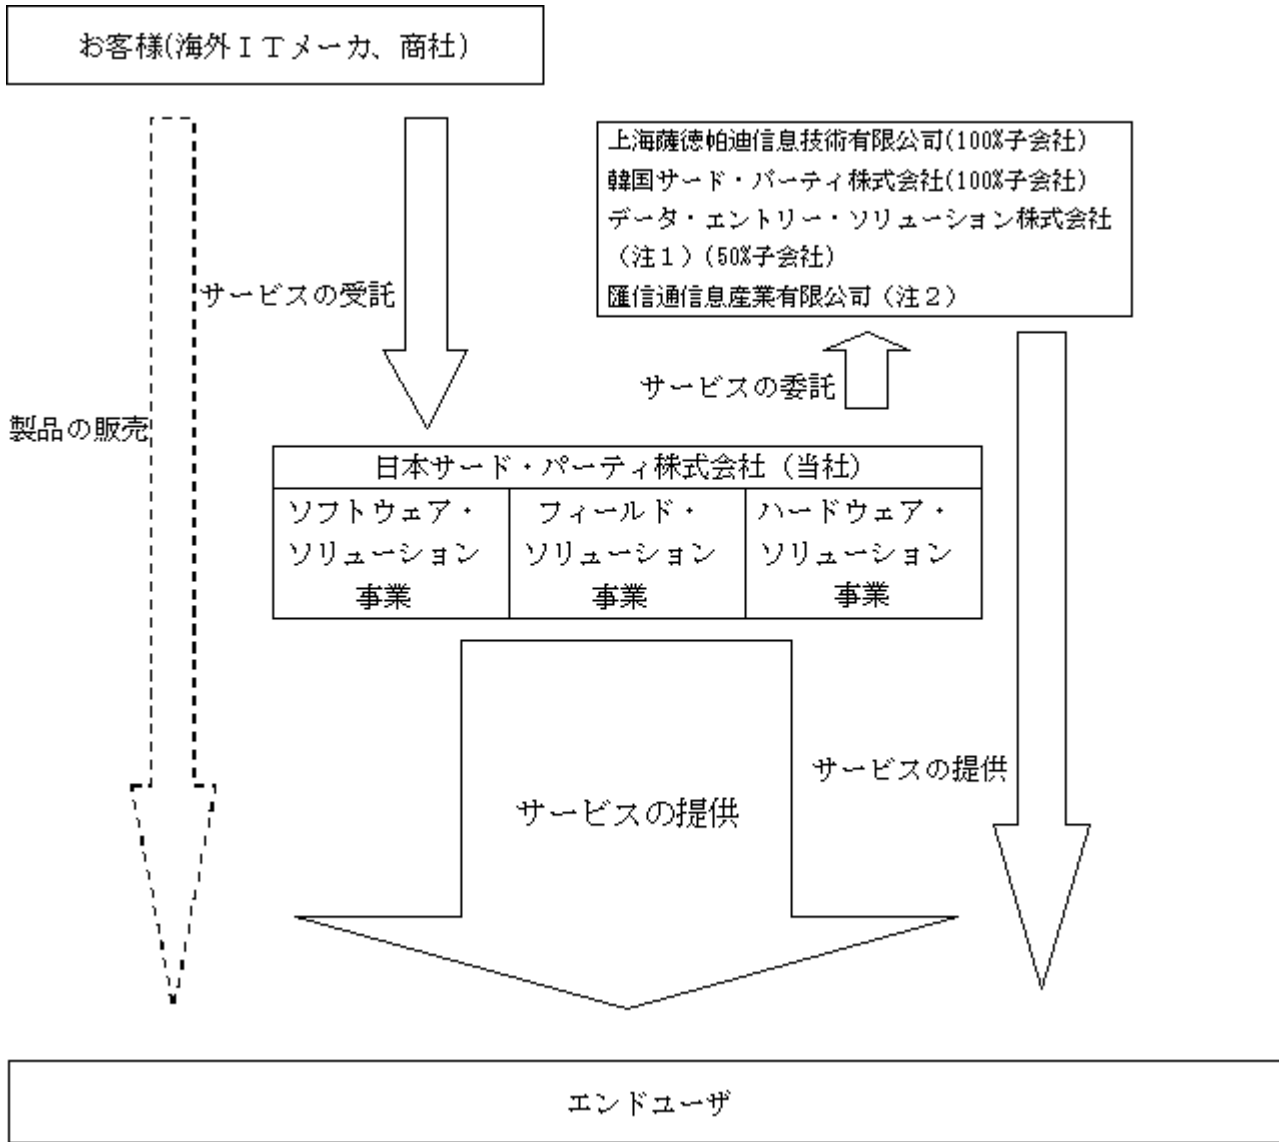 お客様(海外ＩＴメーカ、商社)
上海薩徳帕迪信息技術有限公司(100%子会社)
韓国サード・パーティ株式会社(100%子会社)
データ・エントリー・ソリューション株式会社
（注１）(50%子会社)
匯信通信息産業有限公司（注２）
サービスの受託
サービスの委託
製品の販売
日本サード・パーティ株式会社（当社）
ソフトウェア・
ソリューション
事業
フィールド・
ソリューション
事業
ハードウェア・
ソリューション
事業
サービスの提供
サービスの提供
エンドユーザ